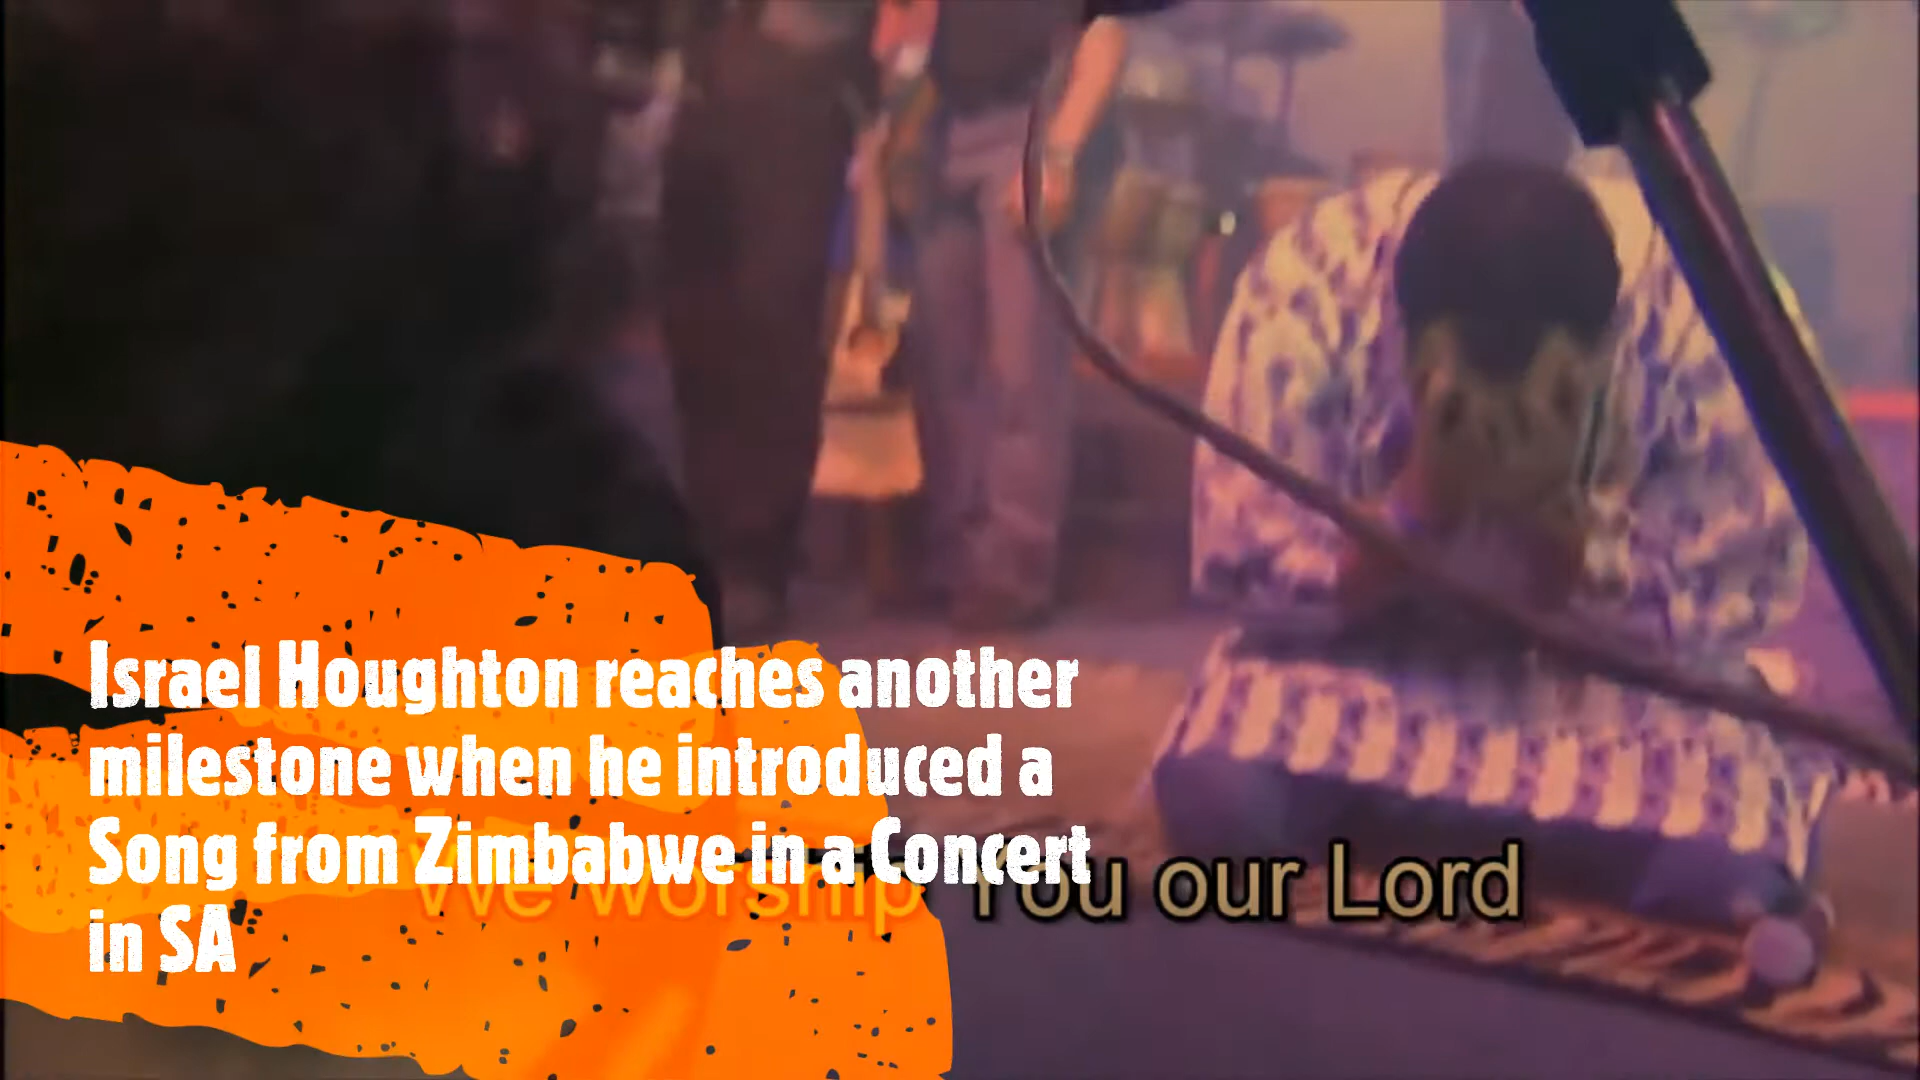 Israel Houghton reaches another
milestone when he introduced a
Song from Zimbabwe in a Concert
in SA
We worship You our Lord